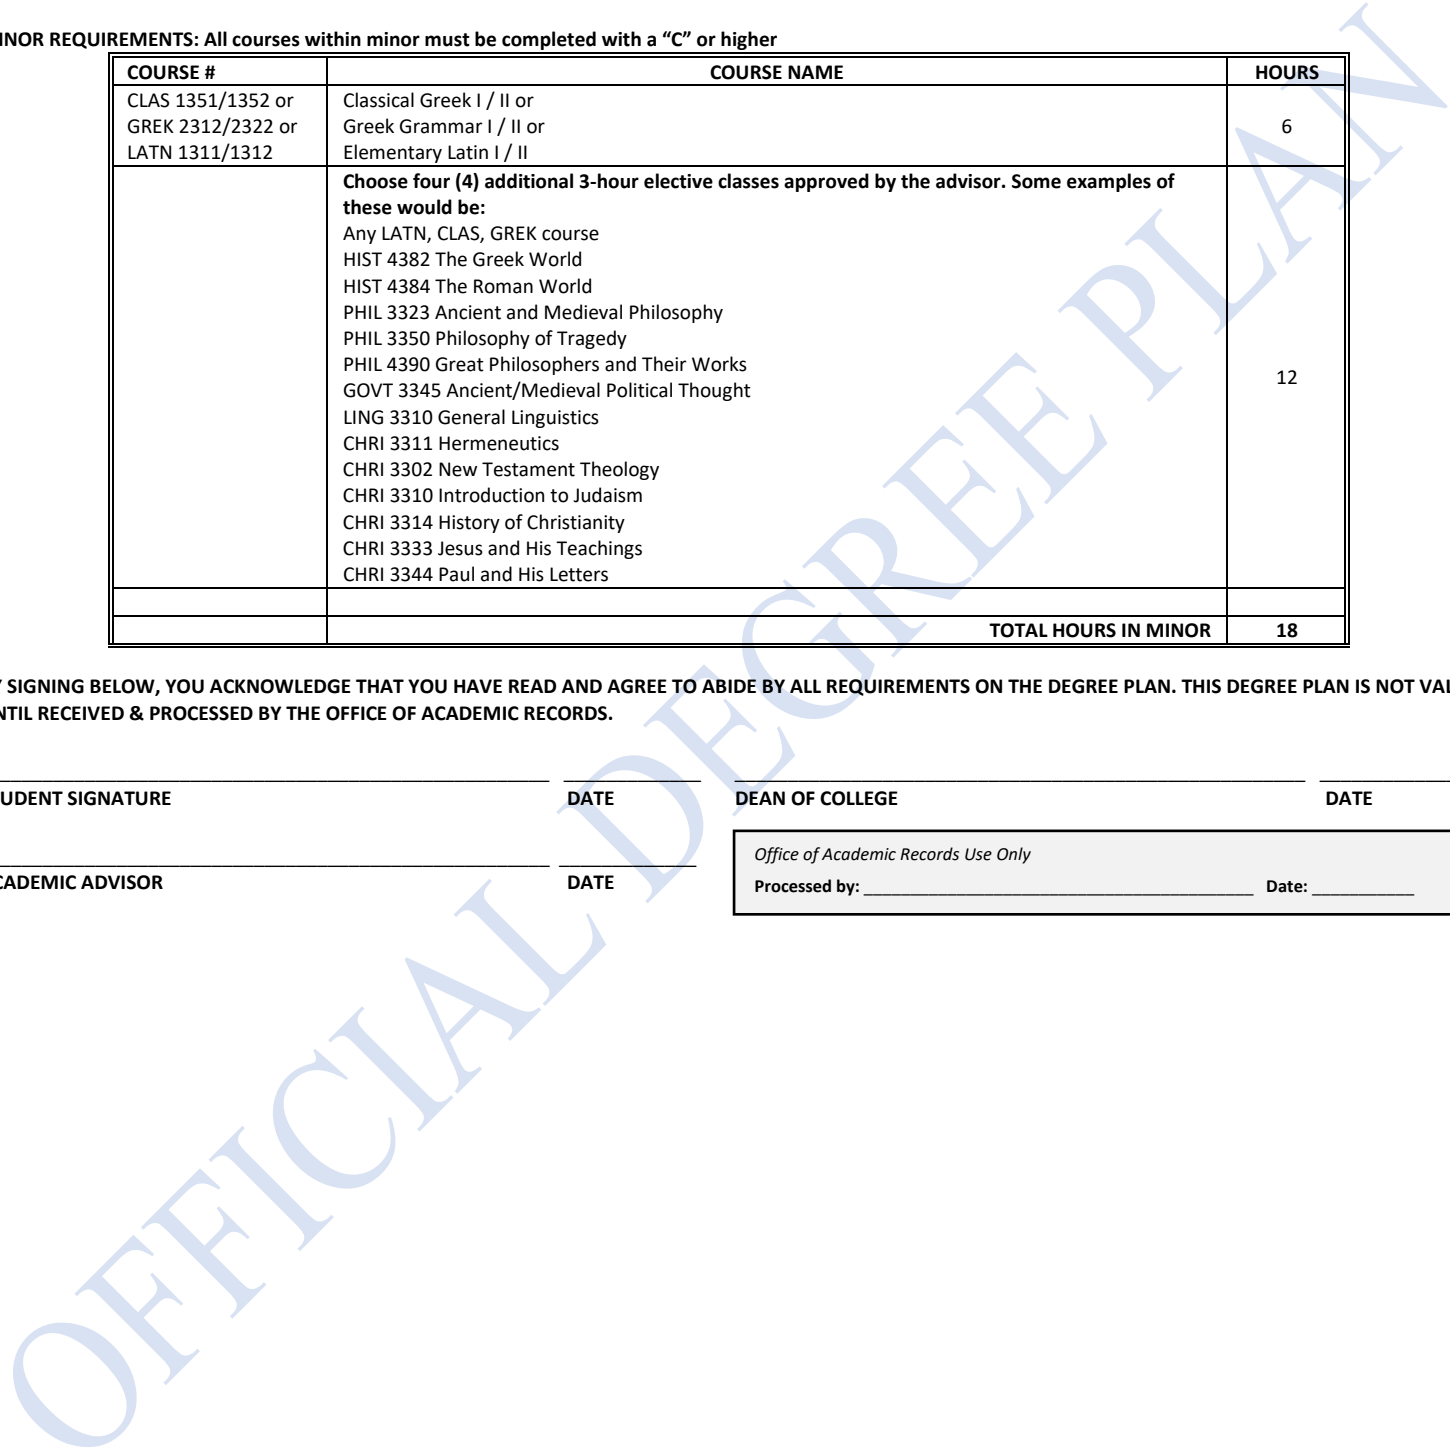 INOR REQUIREMENTS: All courses within minor must be completed with a “C” or higher
COURSE # COURSE NAME HOURS
CLAS 1351/1352 or Classical Greek I / II or
GREK 2312/2322 or Greek Grammar I / II or 6
LATN 1311/1312 Elementary Latin I / II
Choose four (4) additional 3-hour elective classes approved by the advisor. Some examples of
these would be:
Any LATN, CLAS, GREK course
HIST 4382 The Greek World
HIST 4384 The Roman World
PHIL 3323 Ancient and Medieval Philosophy
PHIL 3350 Philosophy of Tragedy
PHIL 4390 Great Philosophers and Their Works
12
GOVT 3345 Ancient/Medieval Political Thought
LING 3310 General Linguistics
CHRI 3311 Hermeneutics
CHRI 3302 New Testament Theology
CHRI 3310 Introduction to Judaism
CHRI 3314 History of Christianity
CHRI 3333 Jesus and His Teachings
CHRI 3344 Paul and His Letters
TOTAL HOURS IN MINOR 18
Y SIGNING BELOW, YOU ACKNOWLEDGE THAT YOU HAVE READ AND AGREE TO ABIDE BY ALL REQUIREMENTS ON THE DEGREE PLAN. THIS DEGREE PLAN IS NOT VAL
NTIL RECEIVED & PROCESSED BY THE OFFICE OF ACADEMIC RECORDS.
UDENT SIGNATURE DATE DEAN OF COLLEGE DATE
CADEMIC ADVISOR DATE
Office of Academic Records Use Only
Processed by: Date:
OFFICIAL DEGREE PLAN